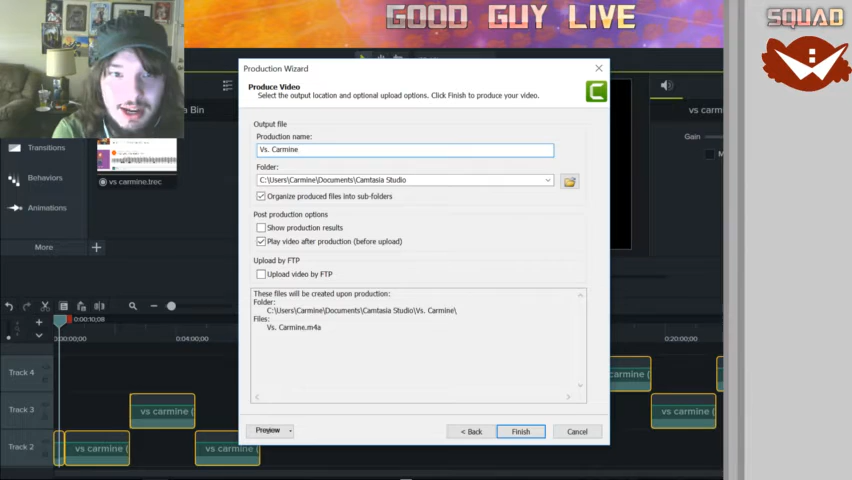 GOOD GUY LIVE
SQUAD
Production Wizard
Produce Video
Select the output location and optional upload options. Click Finish to produce your video.
Bin
vs carm
Output file
Production name:
Vs. Carmine
Gain
Transitions
Folder:
C:\Users\Carmine\Documents\Camtasia Studio
Behaviors
vs carmine.trec
Organize produced files into sub-folders
Animations
Post production options
Show production results
Play video after production (before upload)
More
Upload by FTP
Upload video by FTP
These files will be created upon production:
Folder:
C:\Users\Carmine\Documents\Camtasia Studio\Vs. Carmine\
Files:
Vs. Carmine.m4a
0:00:10;08
0:00:00;00
0:04:00;00
0:20:00;00
Track 4
armine (
Track 3
vs carmine (
vs carmine (
Preview
< Back
Finish
Cancel
Track 2
vs carmine (
vs carmine (